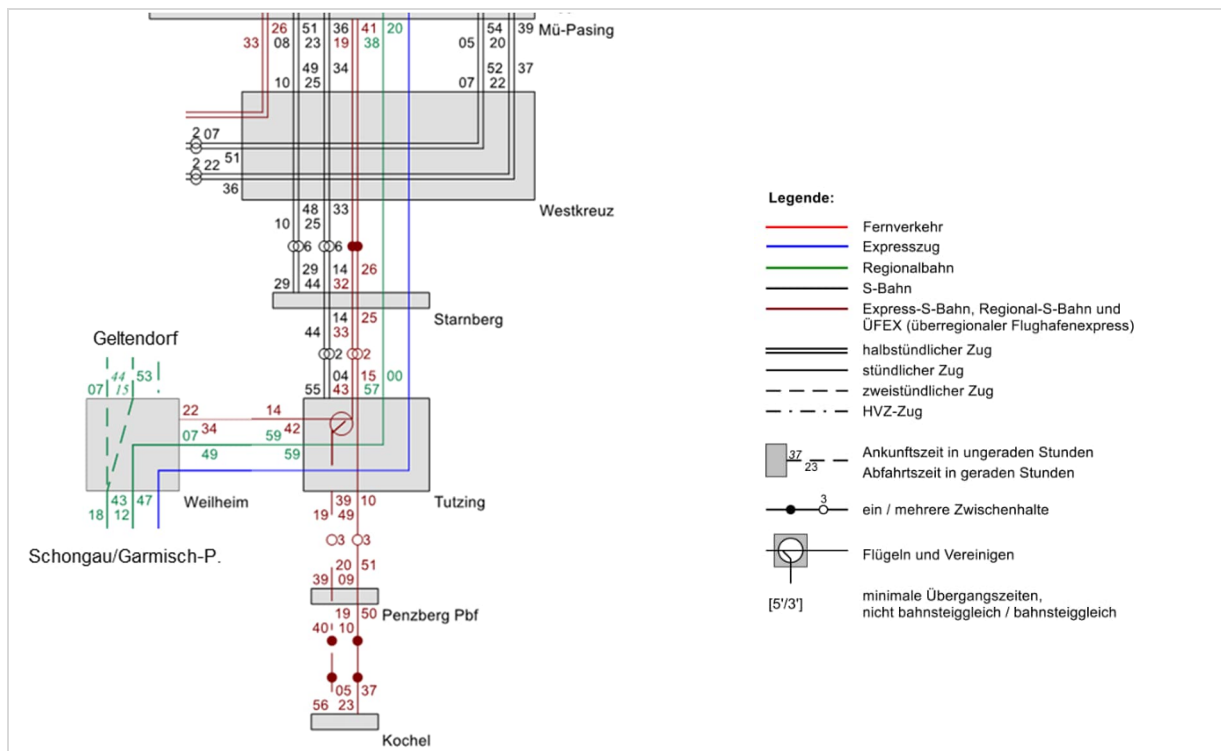 26 51 36 41 20 54 39
33 08 23 19 38 05 20
Mü-Pasing
49 34 52 37
10 25 07 22
2 07
51
2 22
36
Westkreuz
48 33
10 25
6 6
29 14 26
29 44 32
Starnberg
14 25
44 33
2 2
04 15 00
55 43 57
Geltendorf
44 53
07 15
22 14
34 42
07 59
49 59
43 47
18 12
Weilheim
Schongau/Garmisch-P.
Tutzing
39 10
19 49
3 3
20 51
39 09
Penzberg Pbf
19 50
40 10
05 37
56 23
Kochel
Legende:
Fernverkehr
Expresszug
Regionalbahn
S-Bahn
Express-S-Bahn, Regional-S-Bahn und
ÜFEX (überregionaler Flughafenexpress)
halbstündlicher Zug
stündlicher Zug
zweistündlicher Zug
HVZ-Zug
37
23
Ankunftszeit in ungeraden Stunden
Abfahrtszeit in geraden Stunden
3
ein / mehrere Zwischenhalte
Flügeln und Vereinigen
[5'/3']
minimale Übergangszeiten,
nicht bahnsteiggleich / bahnsteiggleich